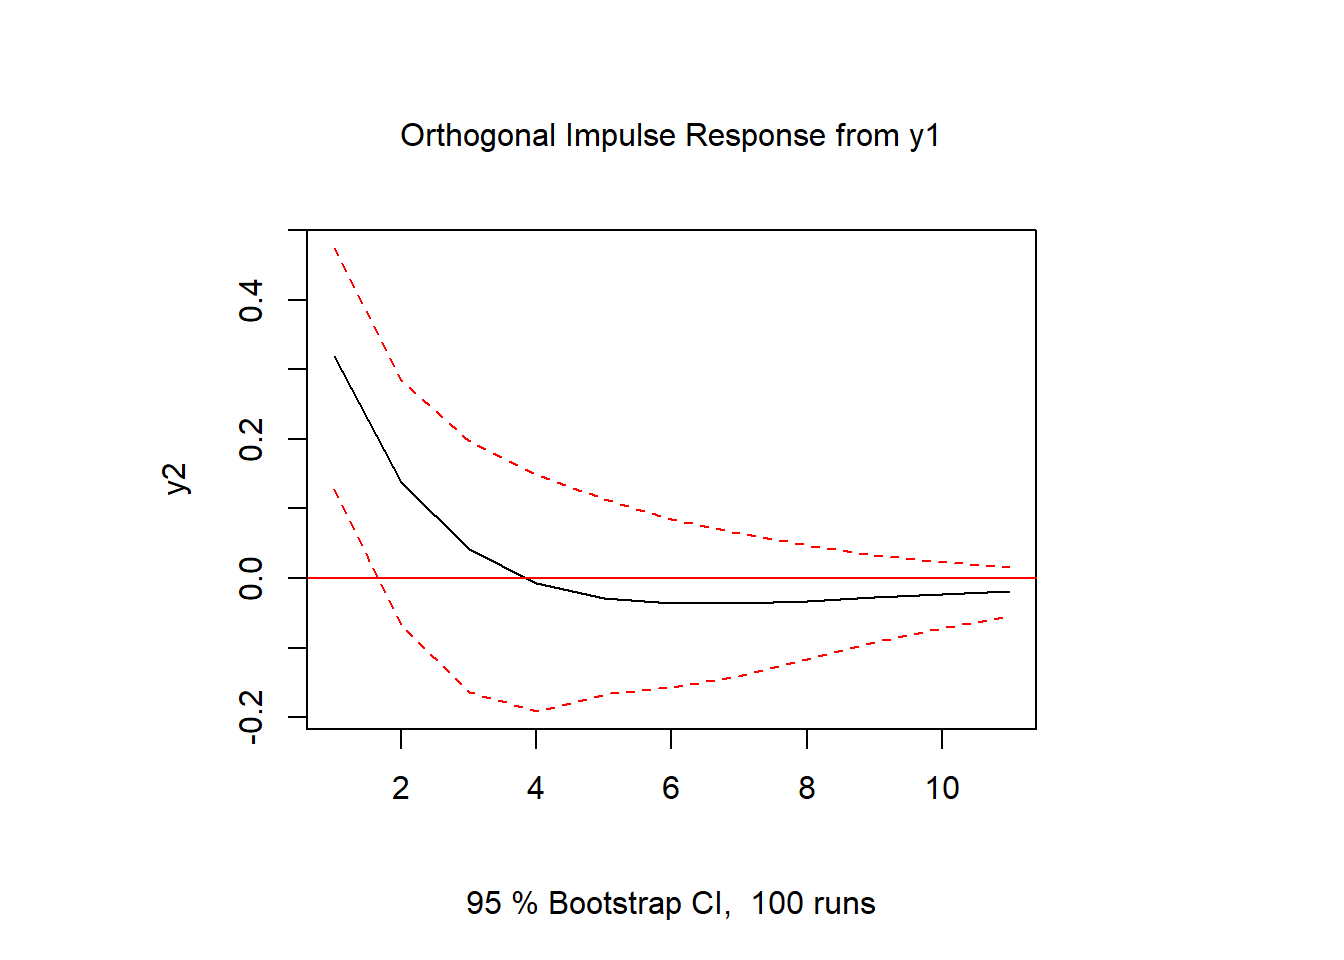 Orthogonal Impulse Response from y1
y2
0.4
0.2
0.0
-0.2
2 4 6 8 10
95 % Bootstrap CI,  100 runs